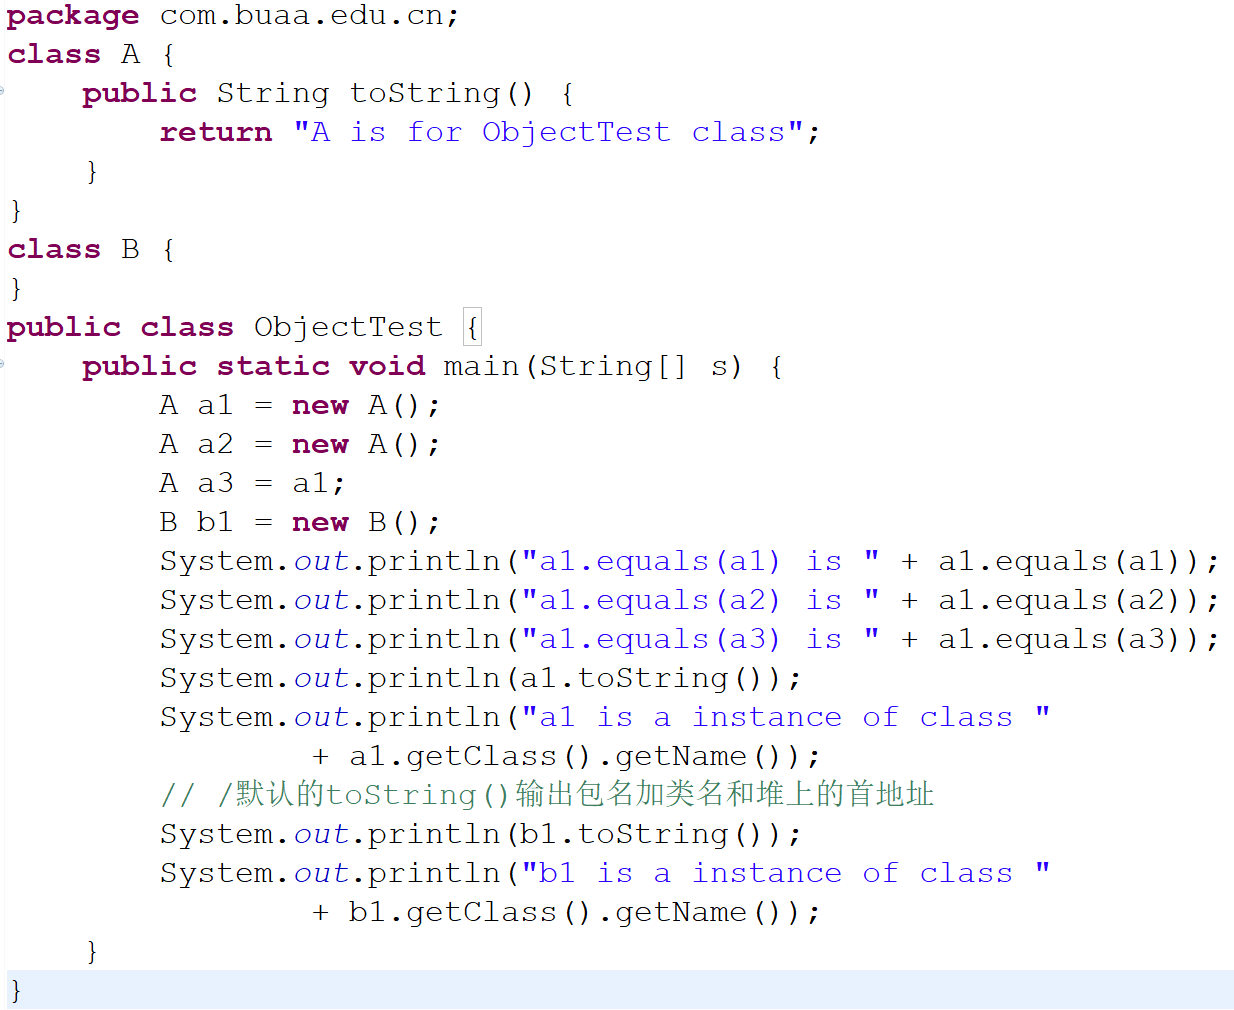 package com.buaa.edu.cn;
class A {
    public String toString() {
        return "A is for ObjectTest class";
    }
}
class B {
}
public class ObjectTest {
    public static void main(String[] s) {
        A a1 = new A();
        A a2 = new A();
        A a3 = a1;
        B b1 = new B();
        System.out.println("a1.equals(a1) is " + a1.equals(a1));
        System.out.println("a1.equals(a2) is " + a1.equals(a2));
        System.out.println("a1.equals(a3) is " + a1.equals(a3));
        System.out.println(a1.toString());
        System.out.println("a1 is a instance of class "
                + a1.getClass().getName());
        // /默认的toString()输出包名加类名和堆上的首地址
        System.out.println(b1.toString());
        System.out.println("b1 is a instance of class "
                + b1.getClass().getName());
    }
}